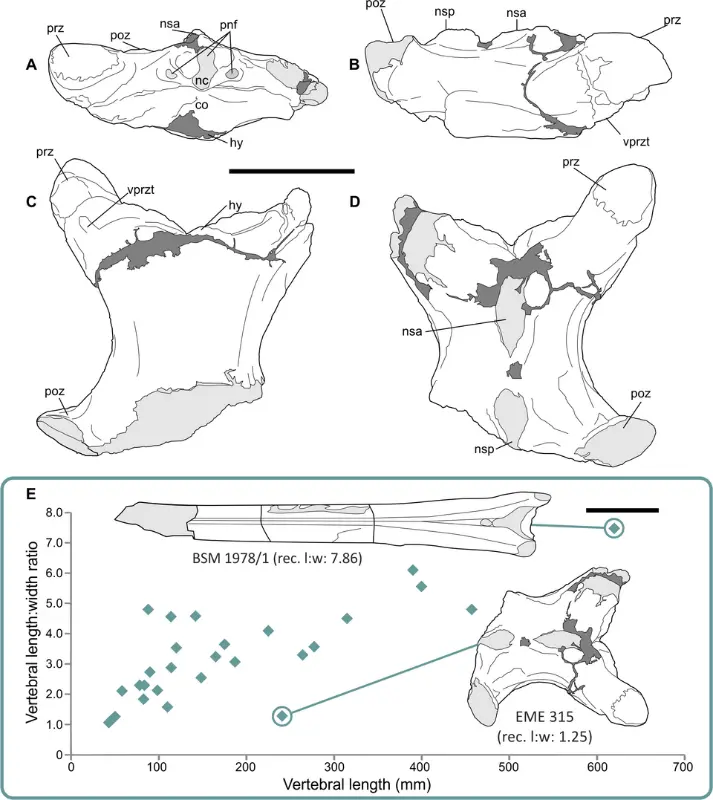 prz
poz
nsa
pnf
nc
co
hy
A
poz
nsp
nsa
prz
vprzt
B
prz
vprzt
hy
C
poz
prz
D
nsa
nsp
poz
E
8.0
7.0
6.0
5.0
4.0
3.0
2.0
1.0
0
Vertebral length:width ratio
BSM 1978/1 (rec. l:w: 7.86)
EME 315
(rec. l:w: 1.25)
0 100 200 300 400 500 600 700
Vertebral length (mm)